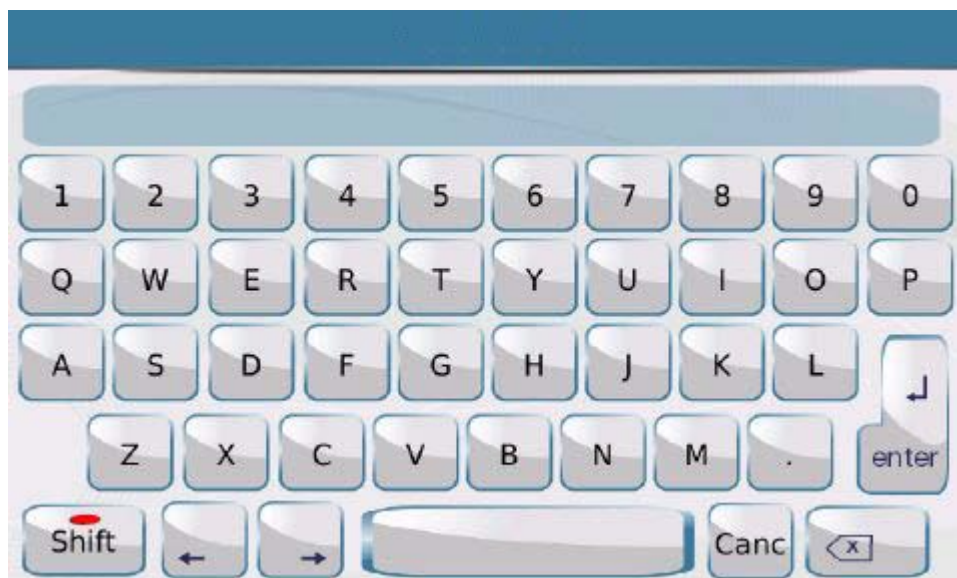 1 2 3 4 5 6 7 8 9 0
Q W E R T Y U I O P
A S D F G H J K L
Z X C V B N M . enter
Shift ← → Canc x